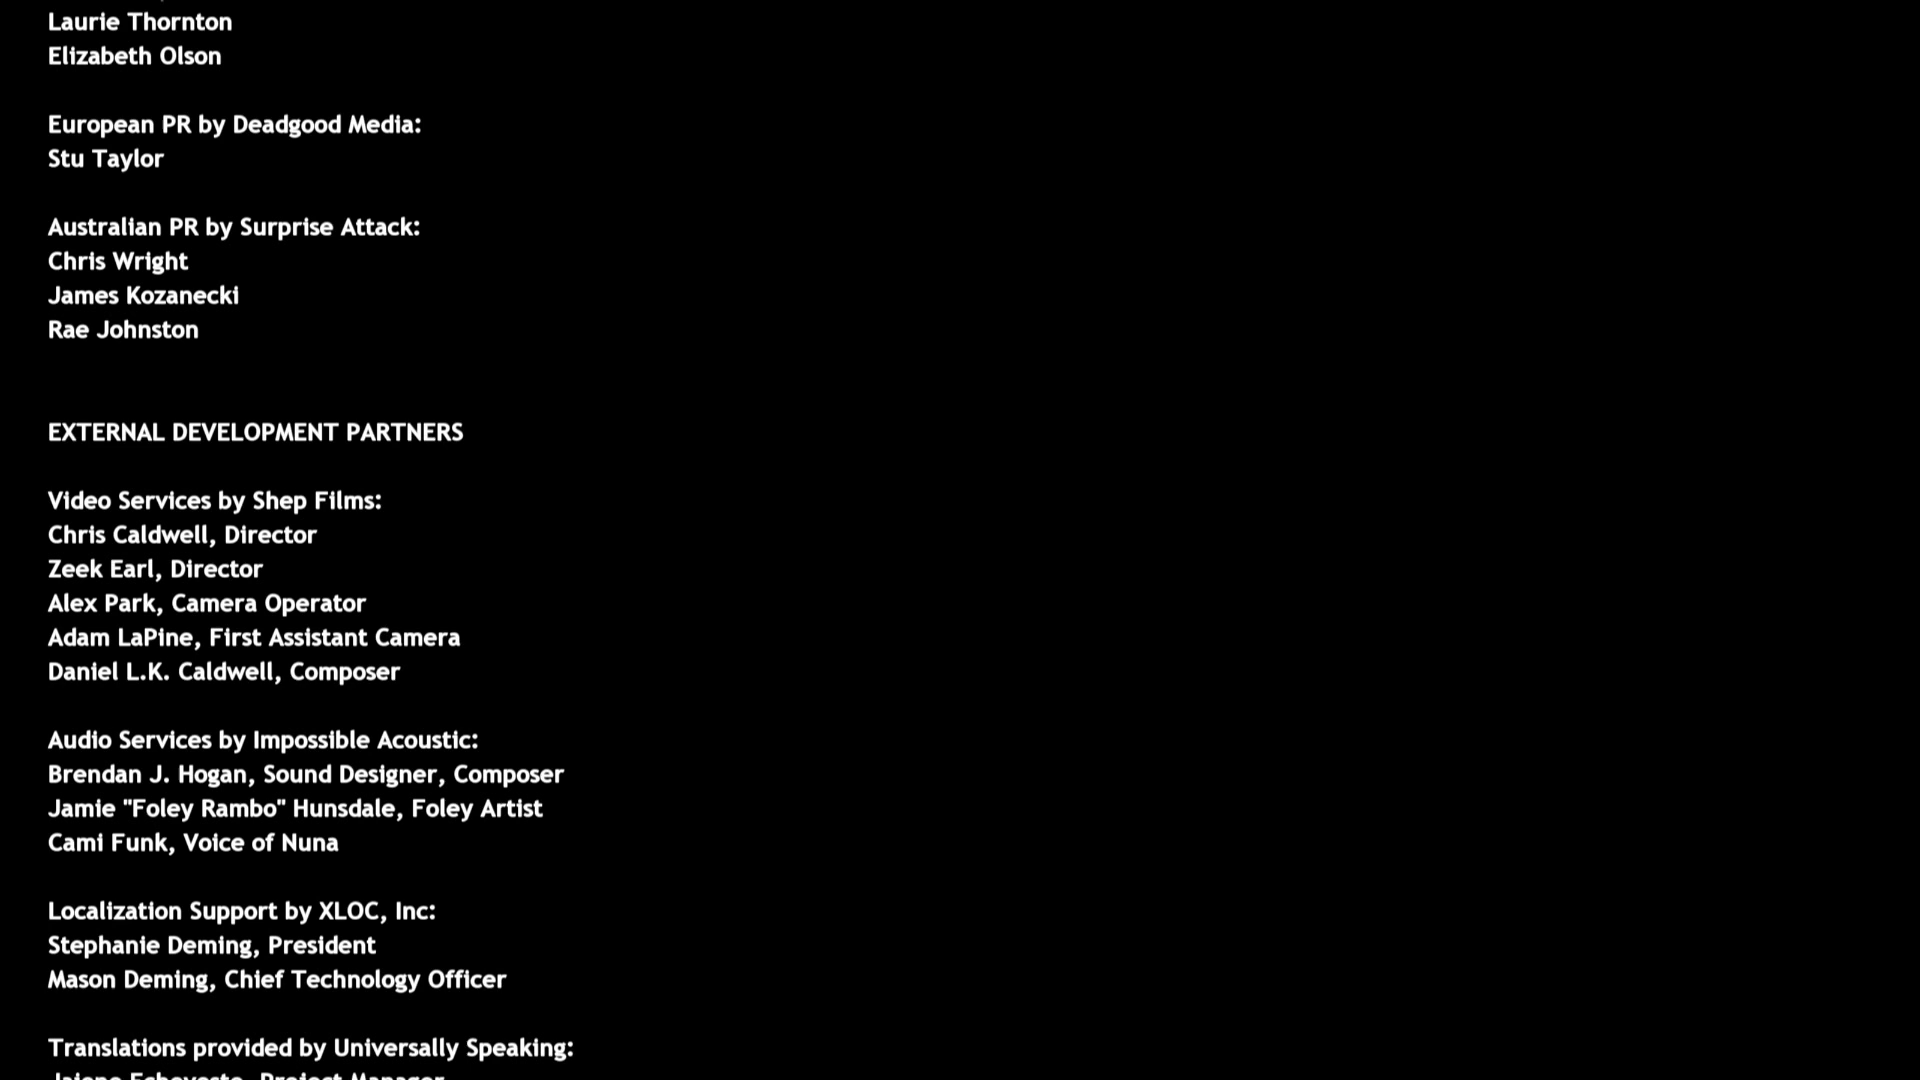 Laurie Thornton
Elizabeth Olson
European PR by Deadgood Media:
Stu Taylor
Australian PR by Surprise Attack:
Chris Wright
James Kozanecki
Rae Johnston
EXTERNAL DEVELOPMENT PARTNERS
Video Services by Shep Films:
Chris Caldwell, Director
Zeek Earl, Director
Alex Park, Camera Operator
Adam LaPine, First Assistant Camera
Daniel L.K. Caldwell, Composer
Audio Services by Impossible Acoustic:
Brendan J. Hogan, Sound Designer, Composer
Jamie "Foley Rambo" Hunsdale, Foley Artist
Cami Funk, Voice of Nuna
Localization Support by XLOC, Inc:
Stephanie Deming, President
Mason Deming, Chief Technology Officer
Translations provided by Universally Speaking:
Project Manager